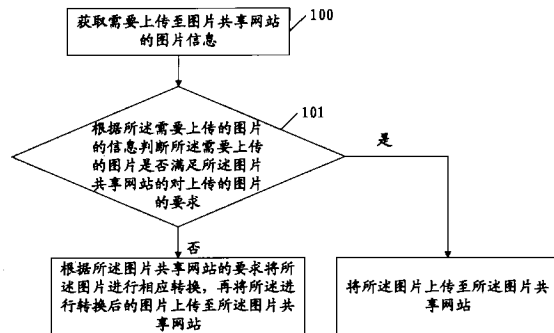 获取需要上传至图片共享网站
的图片信息
100
根据所述需要上传的图片
的信息判断所述需要上传
的图片是否满足所述图片
共享网站的对上传的图片
的要求
101
是
否
根据所述图片共享网站的要求将所
述图片进行相应转换,再将所述进
行转换后的图片上传至所述图片共
享网站
将所述图片上传至所述图片共
享网站